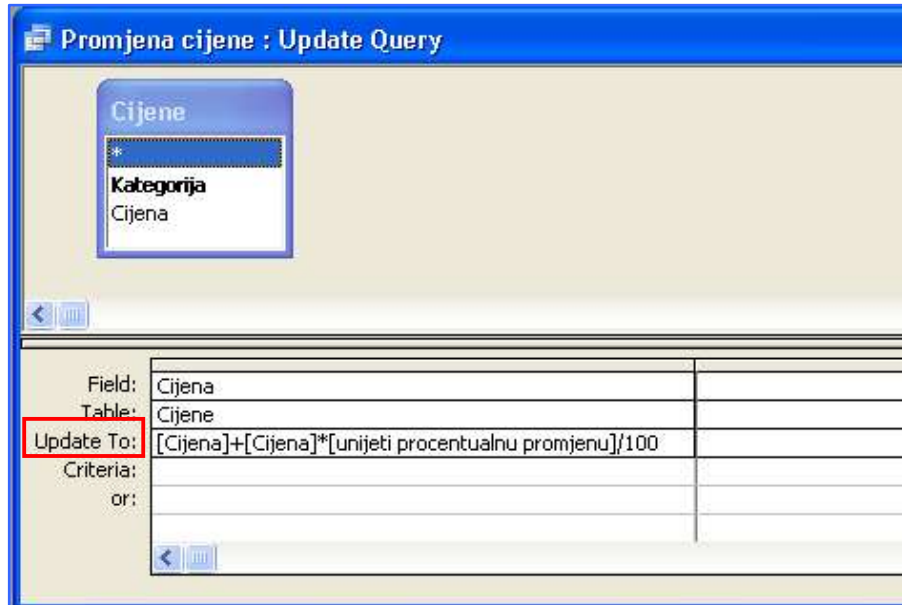 Promjena cijene : Update Query
Cijene
*
Kategorija
Cijena
Field: Cijena
Table: Cijene
Update To: [Cijena]+[Cijena]*[unijeti procentualnu promjenu]/100
Criteria:
or: